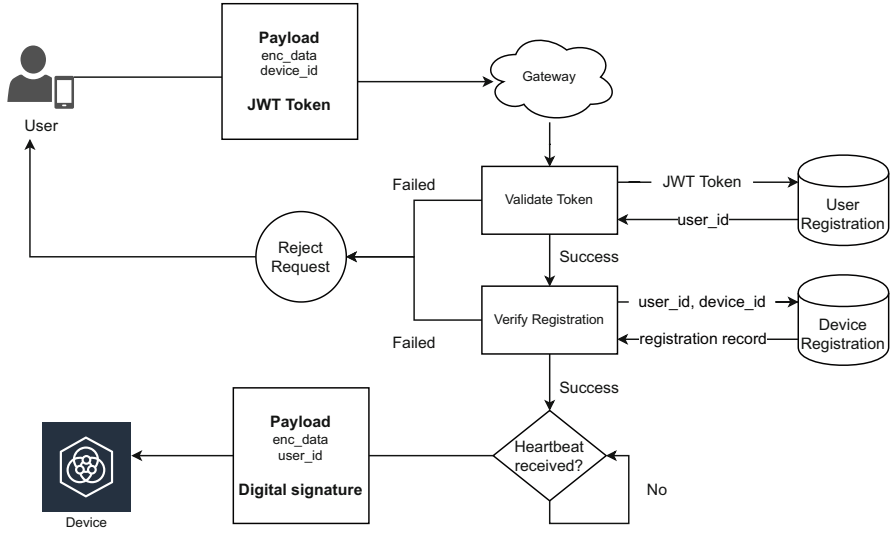 Payload
enc_data
device_id
JWT Token
User
Gateway
Failed
Validate Token
JWT Token
user_id
User
Registration
Reject
Request
Success
Verify Registration
user_id, device_id
registration record
Device
Registration
Failed
Success
Payload
enc_data
user_id
Digital signature
Heartbeat
received?
No
Device